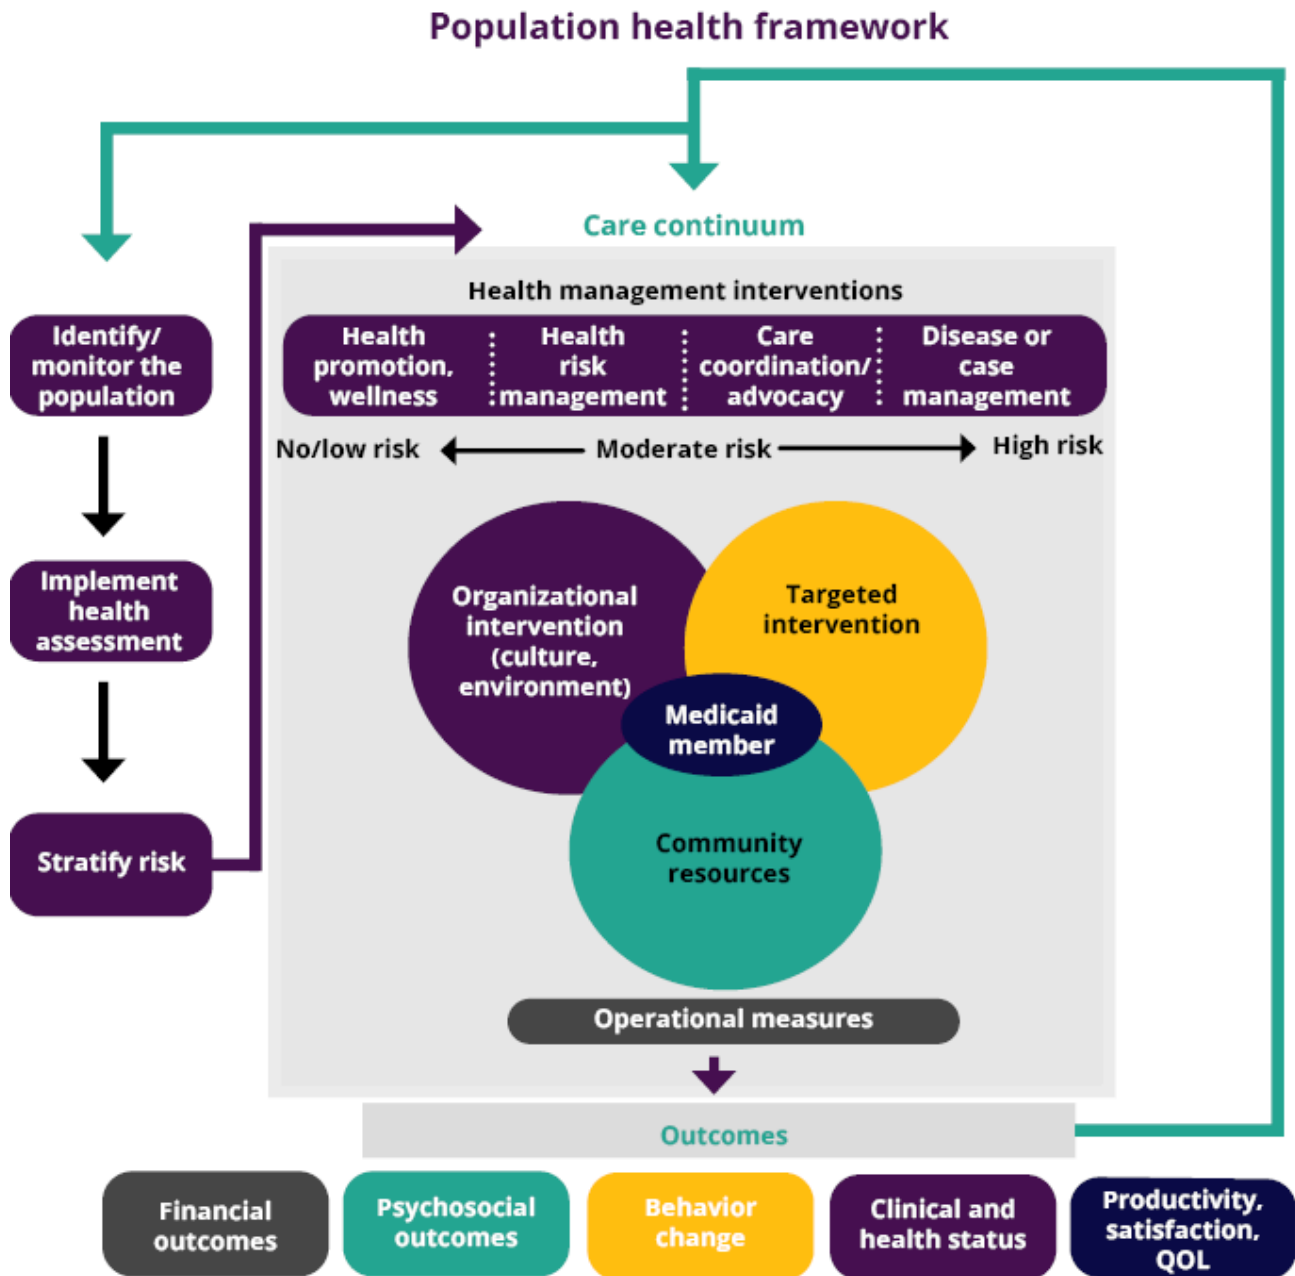 Population health framework
Care continuum
Health management interventions
Identify/
monitor the
population
Health
promotion,
wellness
Health
risk
management
Care
coordination/
advocacy
Disease or
case
management
No/low risk
Moderate risk
High risk
Implement
health
assessment
Organizational
intervention
(culture,
environment)
Targeted
intervention
Medicaid
member
Stratify risk
Community
resources
Operational measures
Outcomes
Financial
outcomes
Psychosocial
outcomes
Behavior
change
Clinical and
health status
Productivity,
satisfaction,
QOL